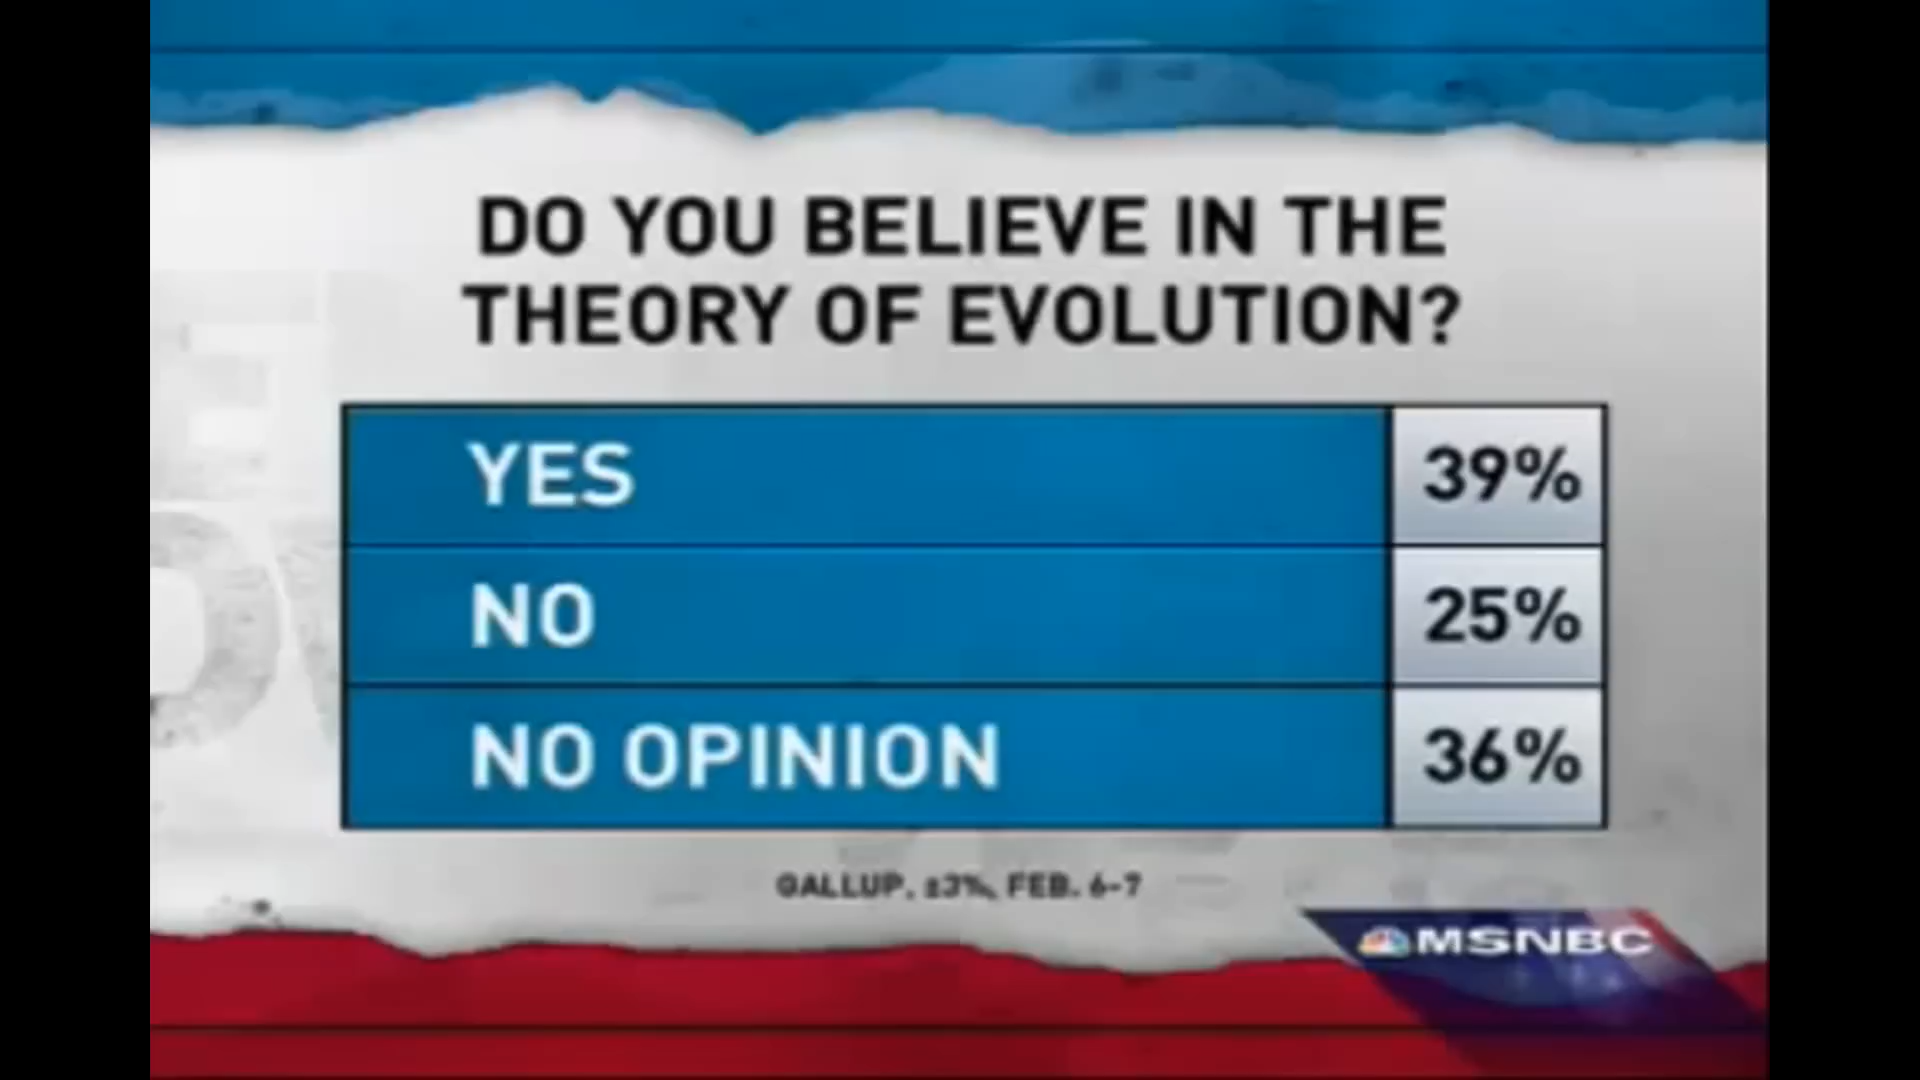 DO YOU BELIEVE IN THE
THEORY OF EVOLUTION?
YES 39%
NO 25%
NO OPINION 36%
GALLUP, ±3%, FEB. 6-7
MSNBC